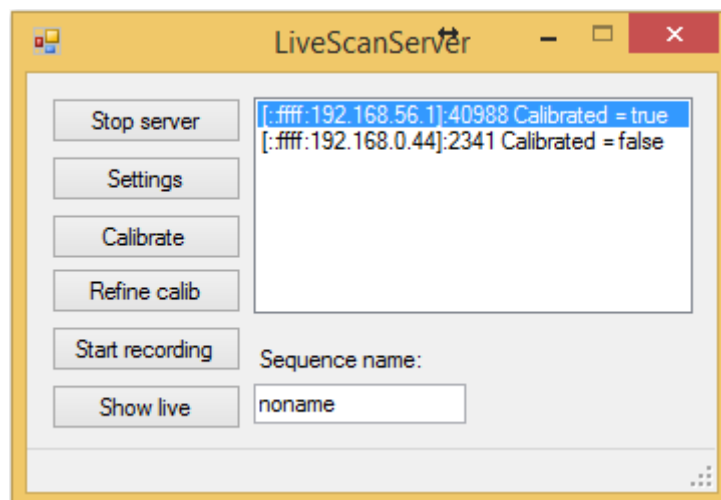 LiveScanServer
Stop server
Settings
Calibrate
Refine calib
Start recording
Show live
[::ffff:192.168.56.1]:40988 Calibrated = true
[::ffff:192.168.0.44]:2341 Calibrated = false
Sequence name:
noname